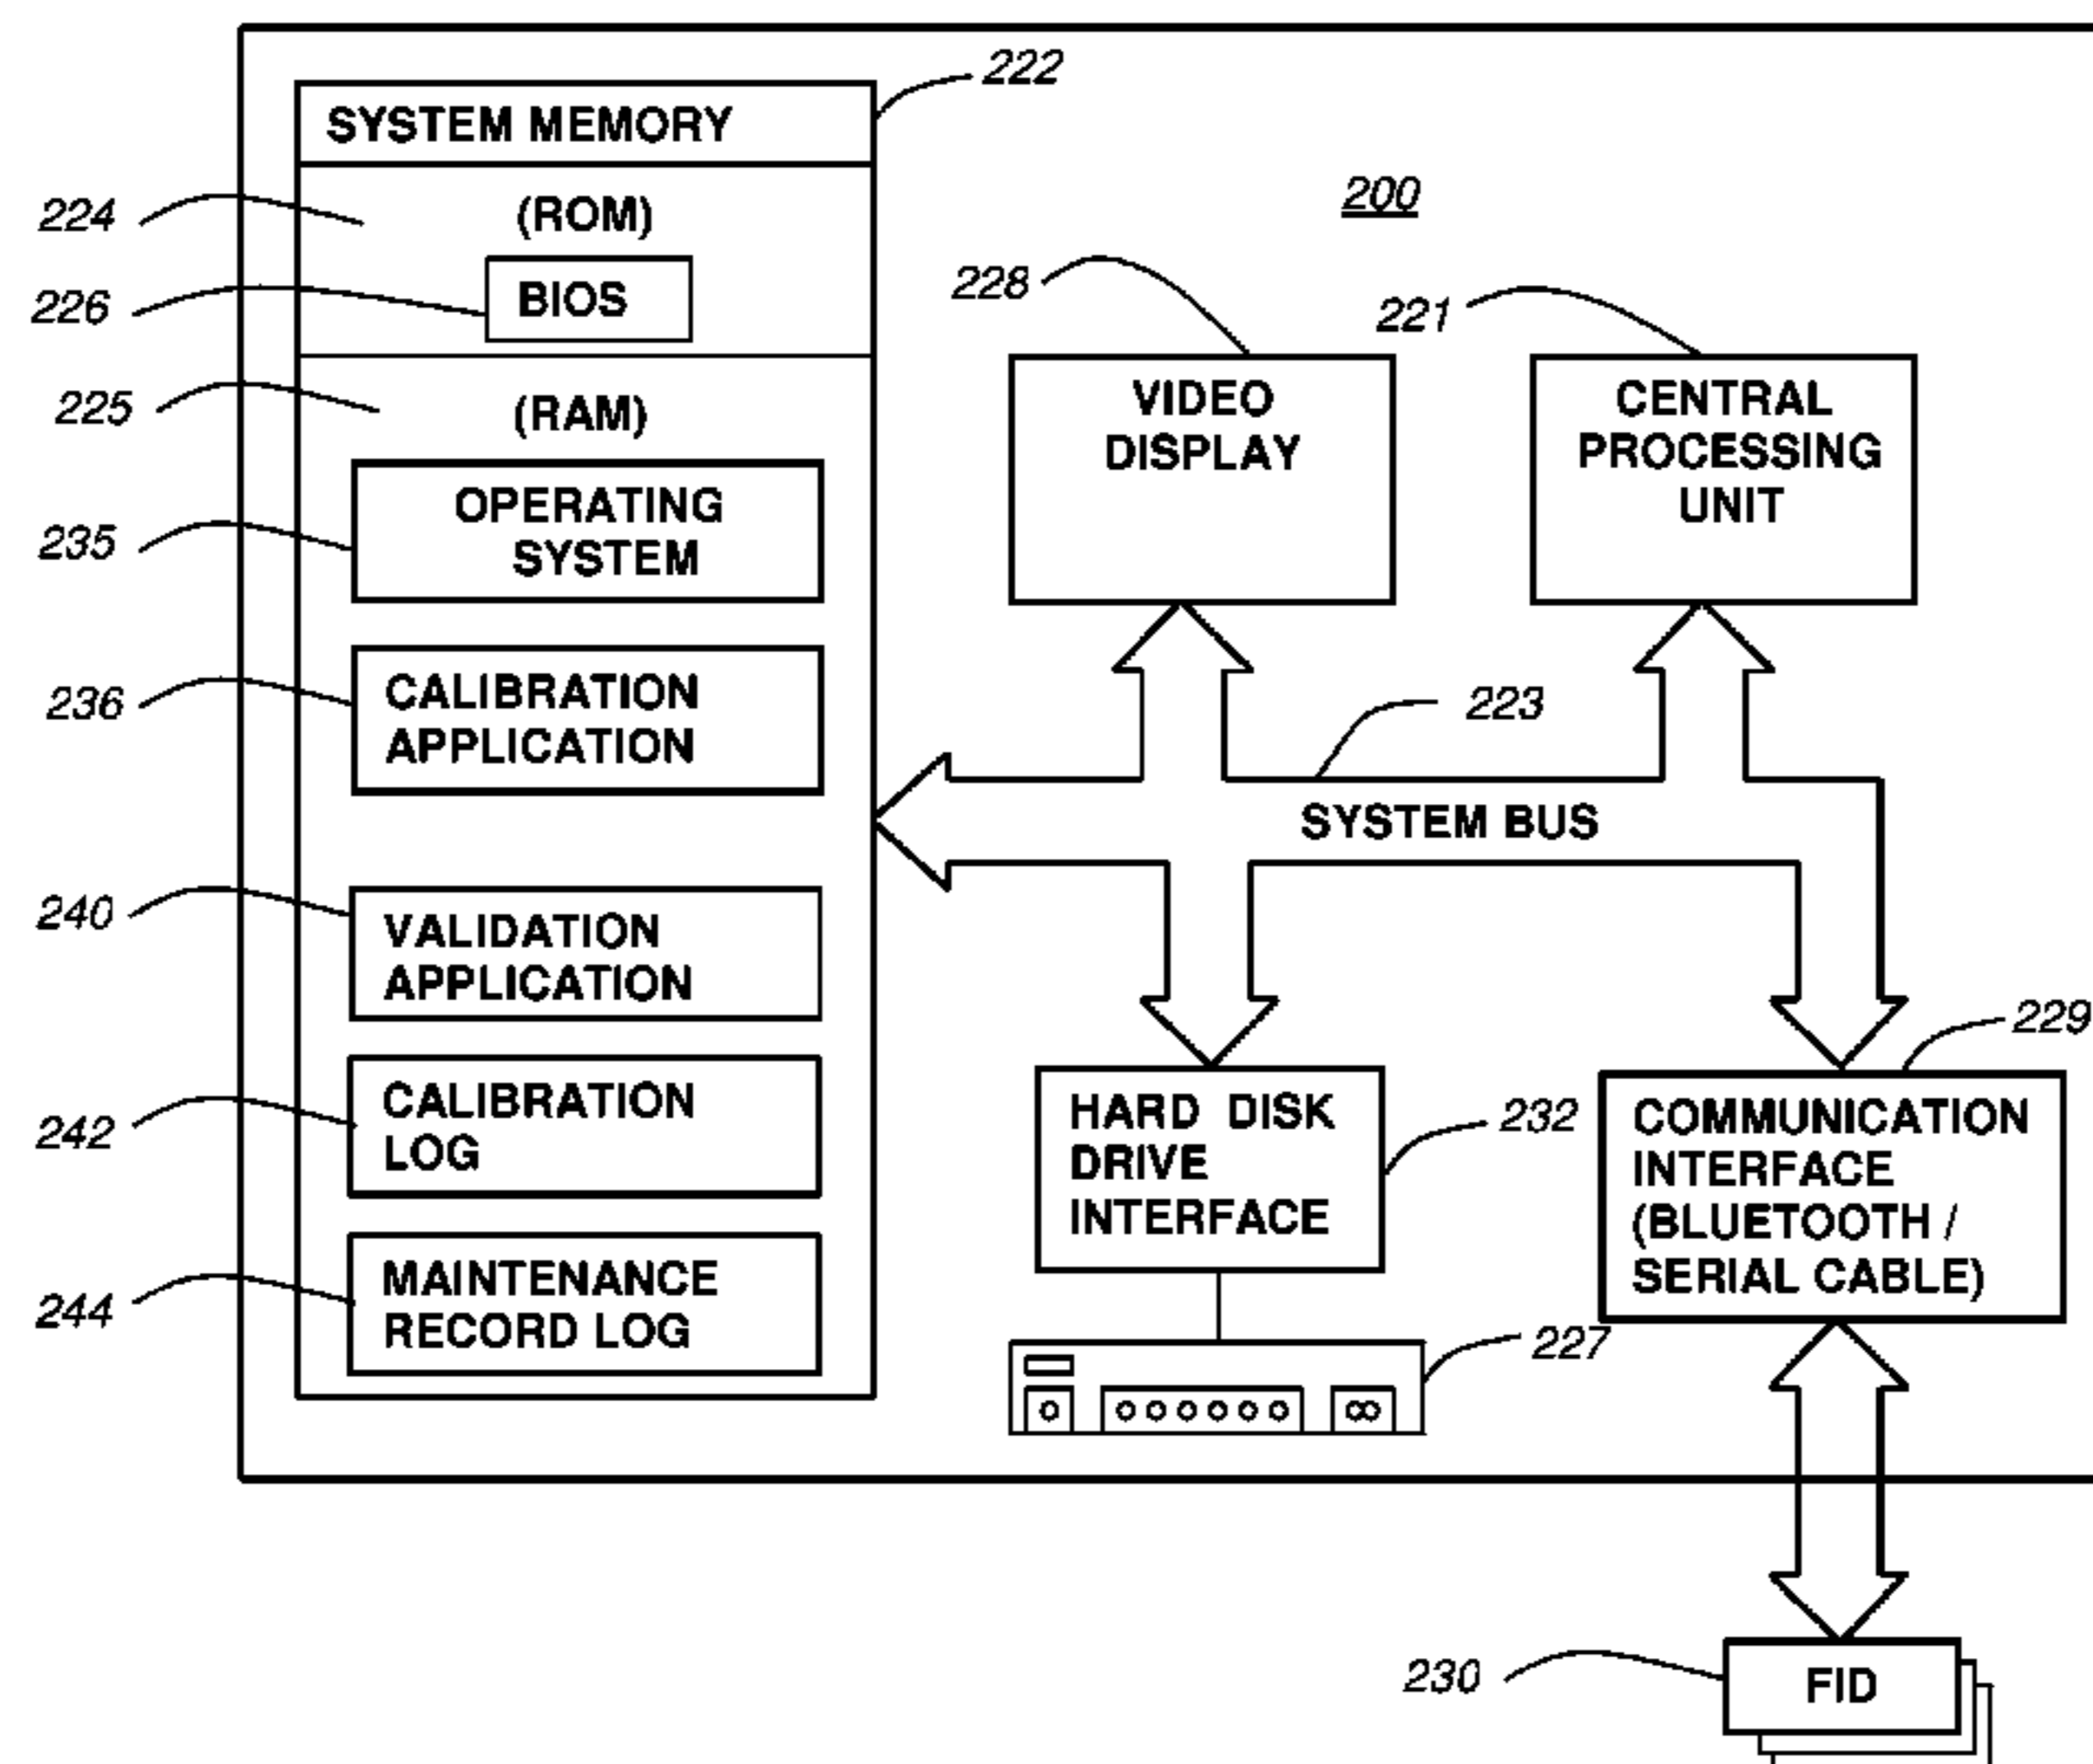 222
SYSTEM MEMORY
200
224
(ROM)
226
BIOS
228
221
225
(RAM)
VIDEO
DISPLAY
CENTRAL
PROCESSING
UNIT
235
OPERATING
SYSTEM
236
CALIBRATION
APPLICATION
223
SYSTEM BUS
240
VALIDATION
APPLICATION
229
242
CALIBRATION
LOG
HARD DISK
DRIVE
INTERFACE
232
COMMUNICATION
INTERFACE
(BLUETOOTH /
SERIAL CABLE)
244
MAINTENANCE
RECORD LOG
227
230
FID